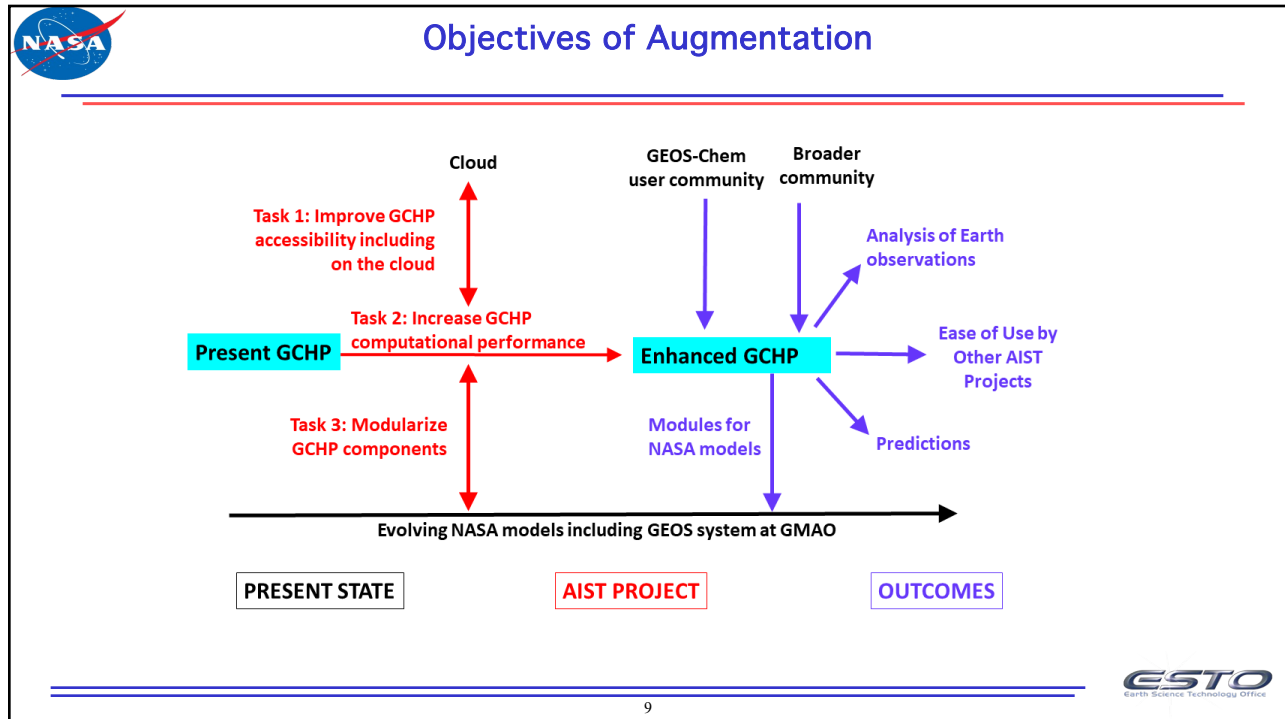 NASA
Objectives of Augmentation
Cloud
GEOS-Chem
user community
Broader
community
Task 1: Improve GCHP
accessibility including
on the cloud
Analysis of Earth
observations
Task 2: Increase GCHP
computational performance
Present GCHP
Enhanced GCHP
Ease of Use by
Other AIST
Projects
Task 3: Modularize
GCHP components
Modules for
NASA models
Predictions
Evolving NASA models including GEOS system at GMAO
PRESENT STATE
AIST PROJECT
OUTCOMES
ESTO
Earth Science Technology Office
9